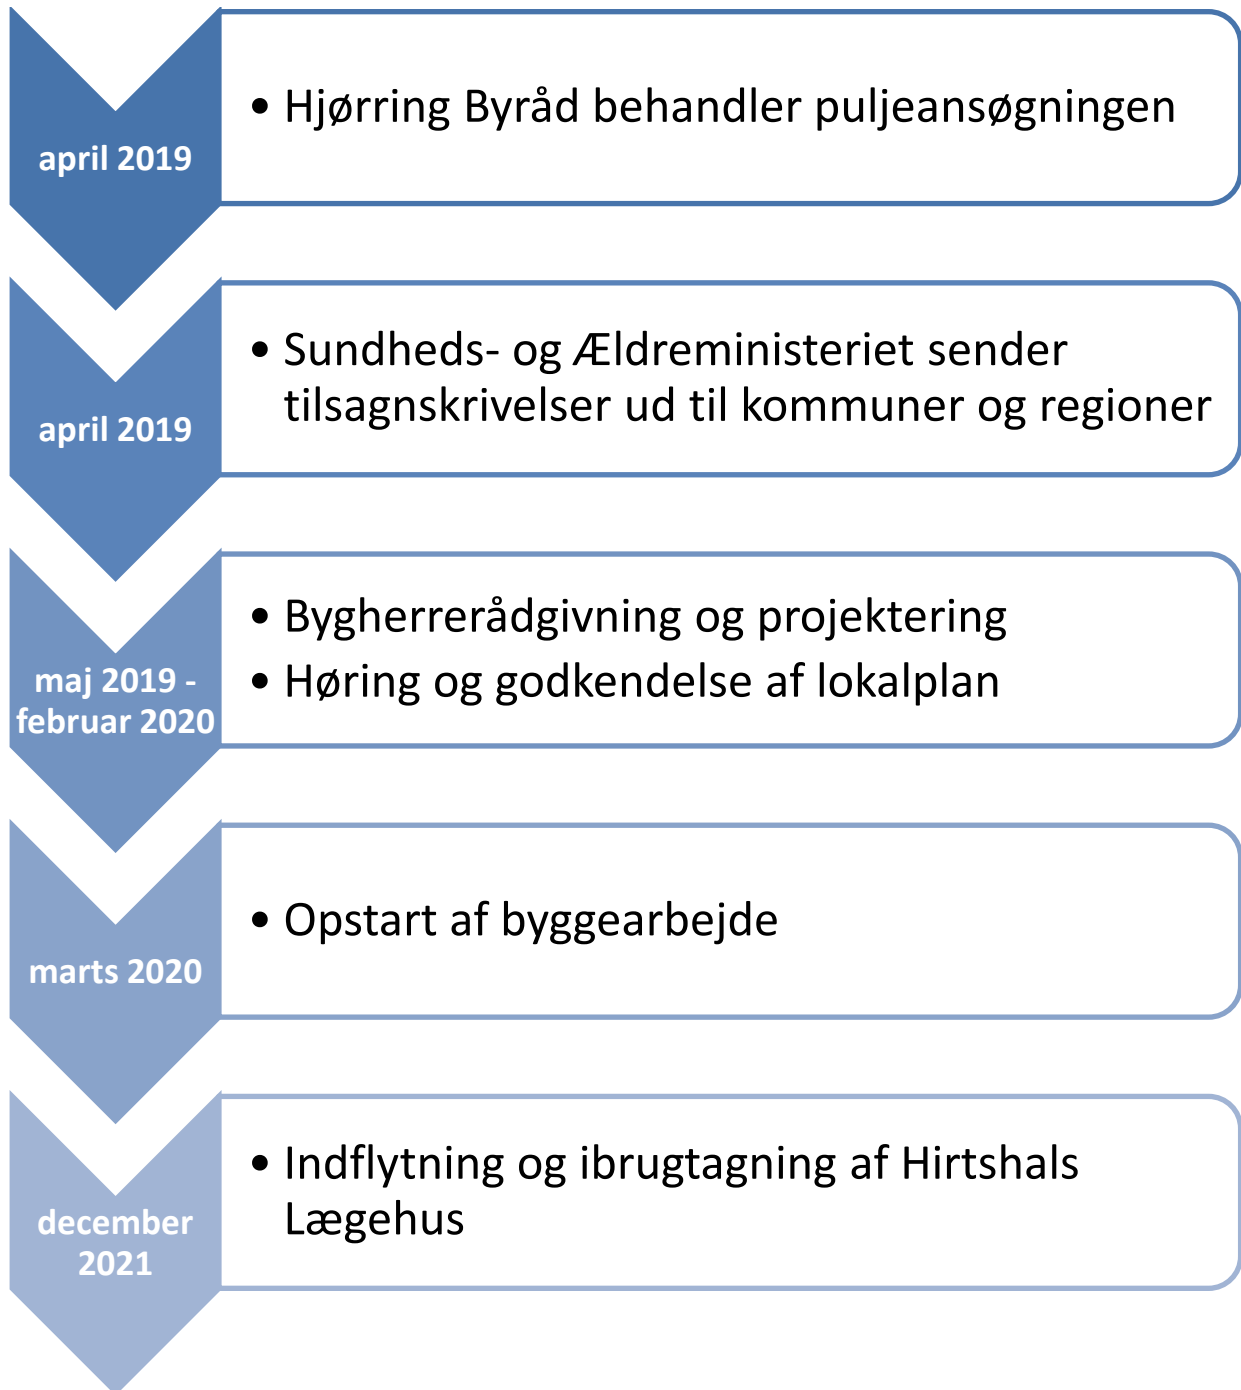 april 2019
• Hjørring Byråd behandler puljeansøgningen
april 2019
• Sundheds- og Ældreministeriet sender
tilsagnskrivelser ud til kommuner og regioner
maj 2019 -
februar 2020
• Bygherrerådgivning og projektering
• Høring og godkendelse af lokalplan
marts 2020
• Opstart af byggearbejde
december
2021
• Indflytning og ibrugtagning af Hirtshals
Lægehus